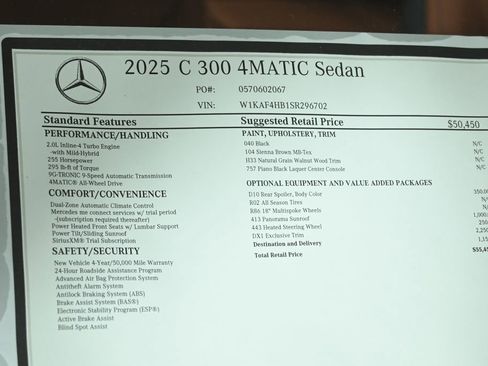 2025 C 300 4MATIC Sedan
PO#: 0570602067
VIN: W1KAF4HB1SR296702
Standard Features
PERFORMANCE/HANDLING
2.0L Inline-4 Turbo Engine
-with Mild-Hybrid
255 Horsepower
295 lb-ft of Torque
9G-TRONIC 9-Speed Automatic Transmission
4MATIC® All-Wheel Drive
COMFORT/CONVENIENCE
Dual-Zone Automatic Climate Control
Mercedes me connect services w/ trial period
-(subscription required thereafter)
Power Heated Front Seats w/ Lumbar Support
Power Tilt/Sliding Sunroof
SiriusXM® Trial Subscription
SAFETY/SECURITY
New Vehicle 4-Year/50,000 Mile Warranty
24-Hour Roadside Assistance Program
Advanced Air Bag Protection System
Antitheft Alarm System
Antilock Braking System (ABS)
Brake Assist System (BAS®)
Electronic Stability Program (ESP®)
Active Brake Assist
Blind Spot Assist
Suggested Retail Price $50,450
PAINT, UPHOLSTERY, TRIM
040 Black N/C
104 Sienna Brown MB-Tex N/C
H33 Natural Grain Walnut Wood Trim N/C
757 Piano Black Laquer Center Console N/C
OPTIONAL EQUIPMENT AND VALUE ADDED PACKAGES
D10 Rear Spoiler, Body Color
R02 All Season Tires
R86 18" Multispoke Wheels
413 Panorama Sunroof 1,000
443 Heated Steering Wheel 250
DX1 Exclusive Trim 2,250
Destination and Delivery 1,15
Total Retail Price